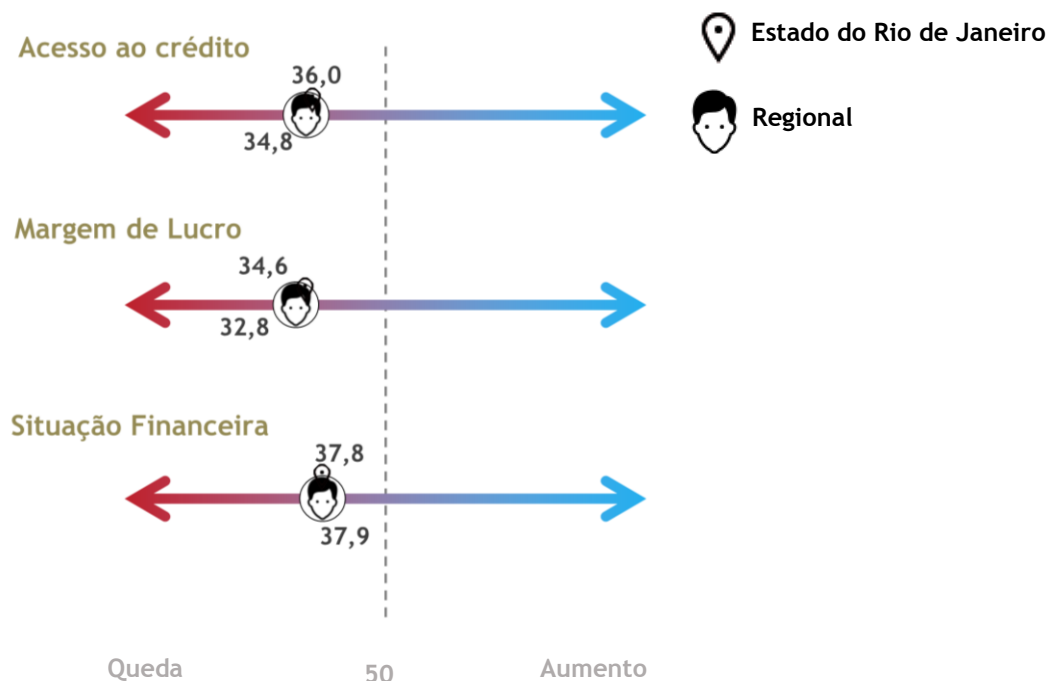 Acesso ao crédito
36,0
34,8
Margem de Lucro
34,6
32,8
Situação Financeira
37,8
37,9
Queda
50
Aumento
Estado do Rio de Janeiro
Regional